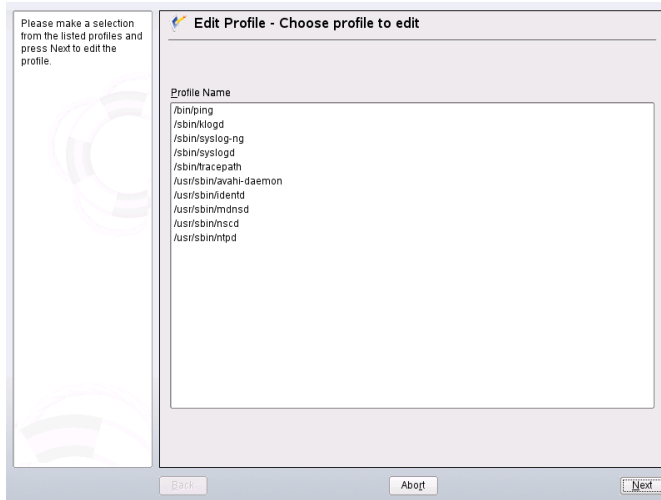 Please make a selection
from the listed profiles and
press Next to edit the
profile.
Edit Profile - Choose profile to edit
Profile Name
/bin/ping
/sbin/klogd
/sbin/syslog-ng
/sbin/syslogd
/sbin/tracepath
/usr/sbin/avahi-daemon
/usr/sbin/identd
/usr/sbin/mdnsd
/usr/sbin/nscd
/usr/sbin/ntpd
Back
Abort
Next